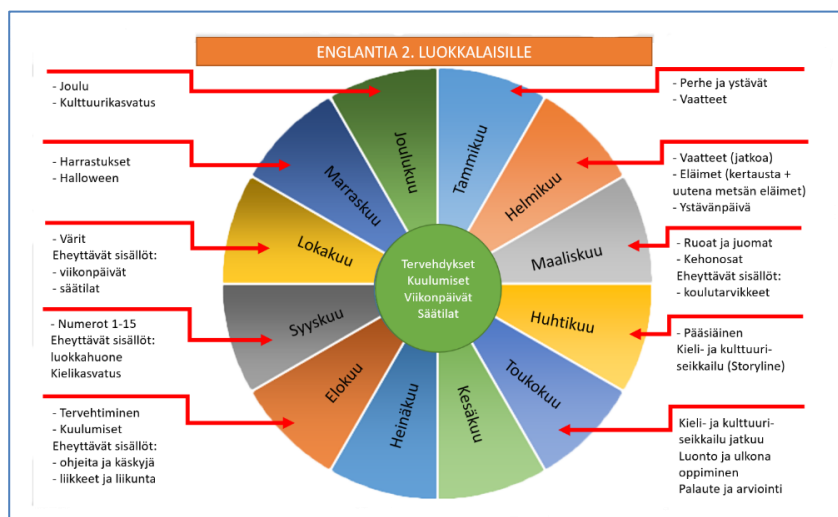 ENGLANTIA 2. LUOKKALAISILLE
- Joulu
- Kulttuurikasvatus
- Harrastukset
- Halloween
- Värit
Eheyttävät sisällöt:
- viikonpäivät
- säätilat
- Numerot 1-15
Eheyttävät sisällöt:
luokkahuone
Kielikasvatus
- Tervehtiminen
- Kuulumiset
Eheyttävät sisällöt:
- ohjeita ja käskyjä
- liikkeet ja liikunta
Tammikuu
Helmikuu
Maaliskuu
Huhtikuu
Toukokuu
Kesäkuu
Heinäkuu
Elokuu
Syyskuu
Lokakuu
Marraskuu
Joulukuu
Tervehdykset
Kuulumiset
Viikonpäivät
Säätilat
- Perhe ja ystävät
- Vaatteet
- Vaatteet (jatkoa)
- Eläimet (kertausta +
uutena metsän eläimet)
- Ystävänpäivä
- Ruoat ja juomat
- Kehonosat
Eheyttävät sisällöt:
- koulutarvikkeet
- Pääsiäinen
Kieli- ja kulttuuri-
seikkailu (Storyline)
Kieli- ja kulttuuri-
seikkailu jatkuu
Luonto ja ulkona
oppiminen
Palaute ja arviointi